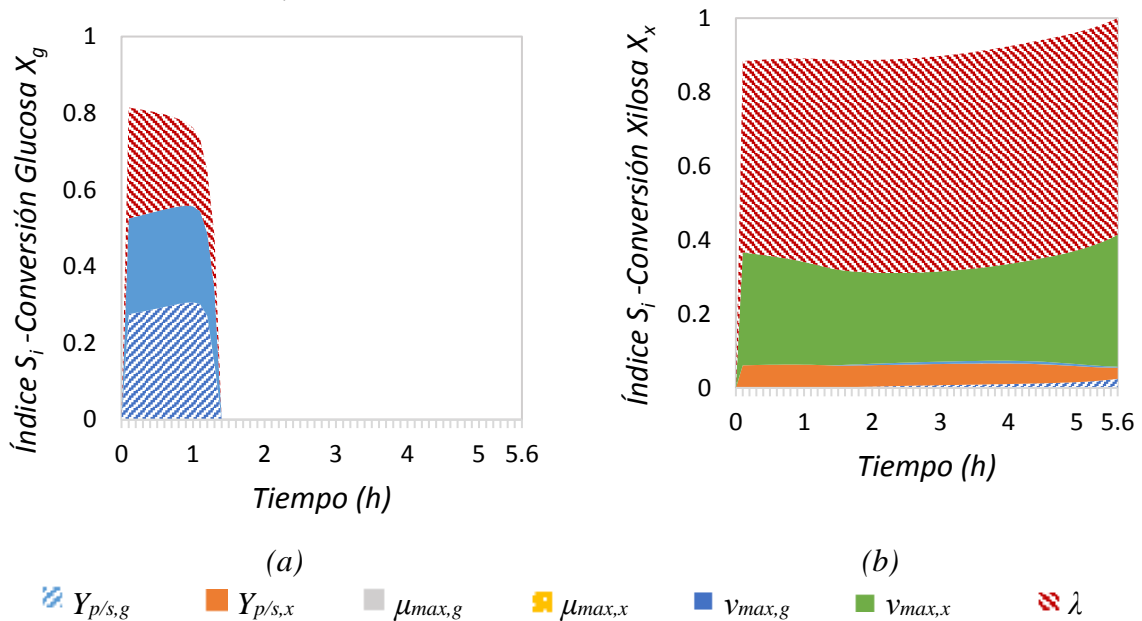 Índice S_i -Conversión Glucosa X_g
1
0.8
0.6
0.4
0.2
0
0 1 2 3 4 5 5.6
Tiempo (h)
(a)
Índice S_i -Conversión Xilosa X_x
1
0.8
0.6
0.4
0.2
0
0 1 2 3 4 5 5.6
Tiempo (h)
(b)
Y_p/s,g Y_p/s,x μ_max,g μ_max,x ν_max,g ν_max,x λ